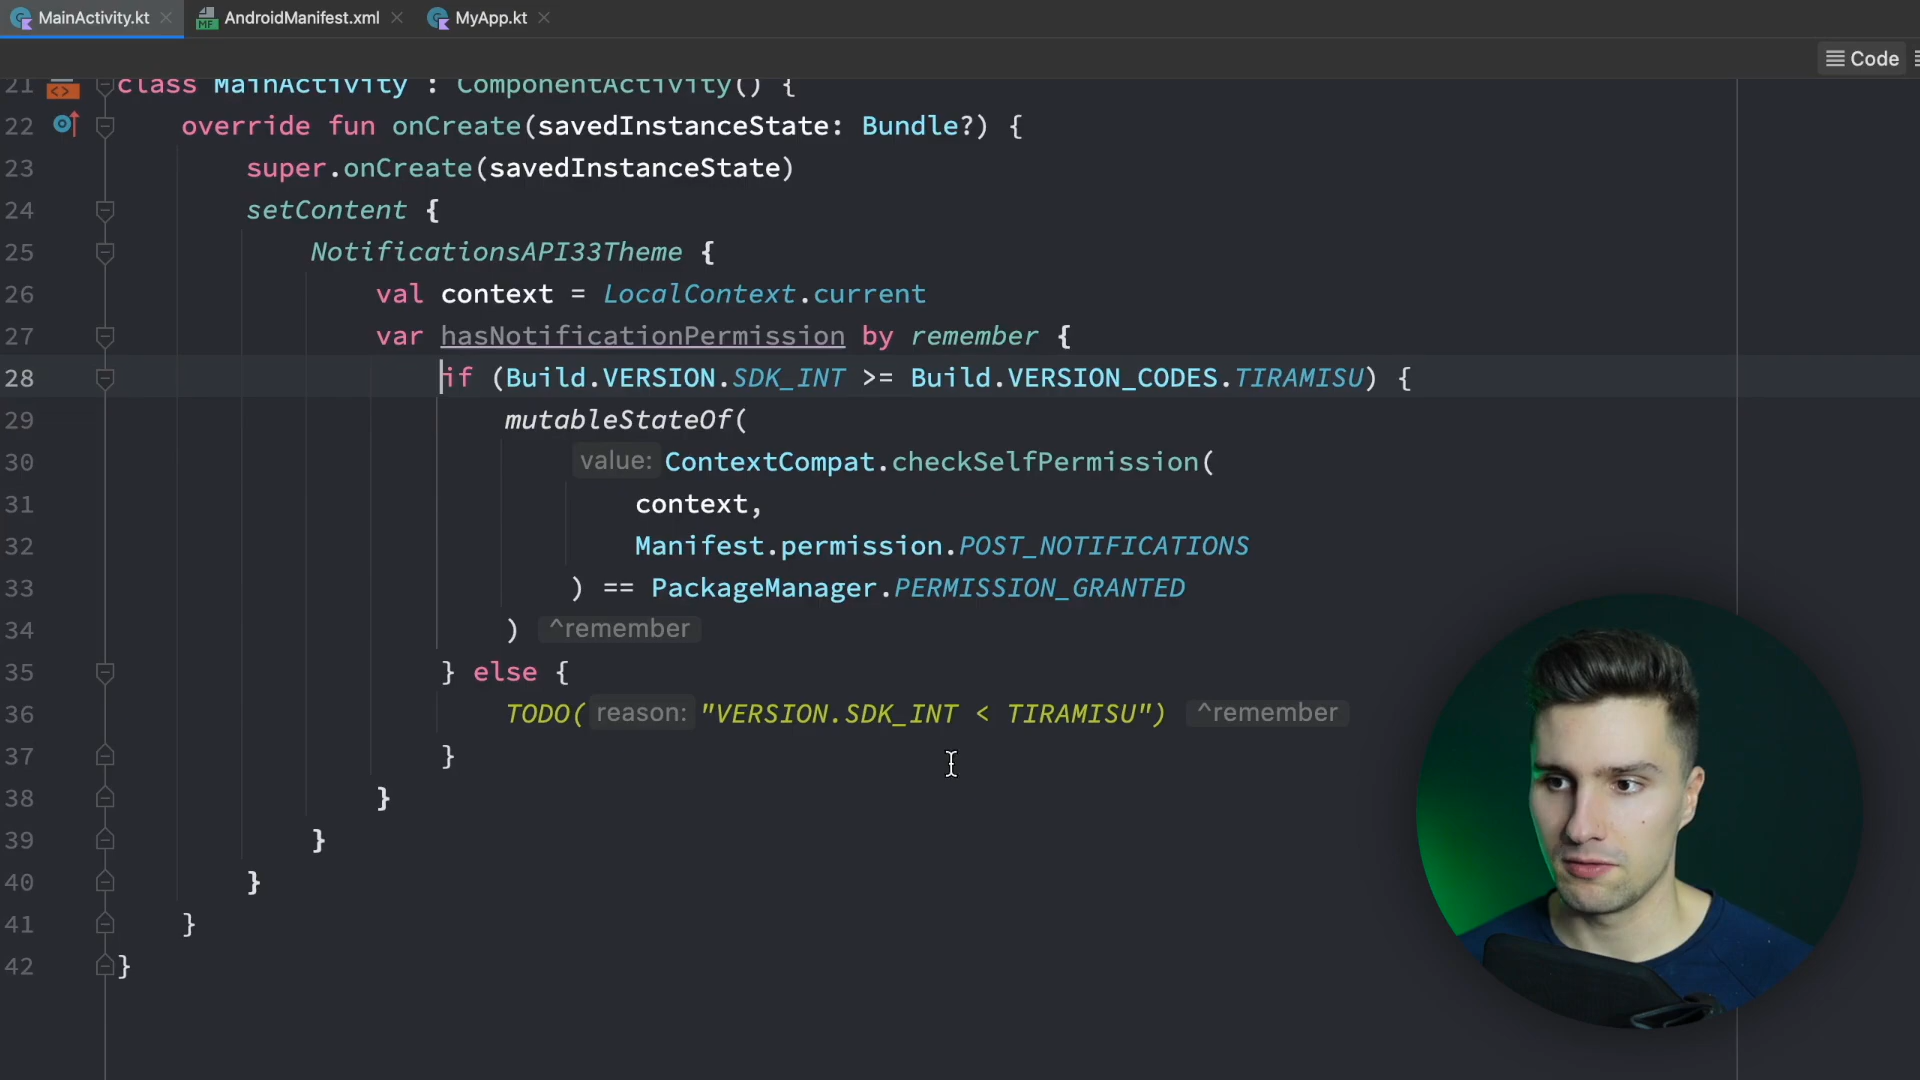 MainActivity.kt AndroidManifest.xml MyApp.kt
Code
21 class MainActivity : ComponentActivity() {
22 override fun onCreate(savedInstanceState: Bundle?) {
23 super.onCreate(savedInstanceState)
24 setContent {
25 NotificationsAPI33Theme {
26 val context = LocalContext.current
27 var hasNotificationPermission by remember {
28 if (Build.VERSION.SDK_INT >= Build.VERSION_CODES.TIRAMISU) {
29 mutableStateOf(
30 value: ContextCompat.checkSelfPermission(
31 context,
32 Manifest.permission.POST_NOTIFICATIONS
33 ) == PackageManager.PERMISSION_GRANTED
34 ) ^remember
35 } else {
36 TODO( reason: "VERSION.SDK_INT < TIRAMISU") ^remember
37 }
38 }
39 }
40 }
41 }
42 }